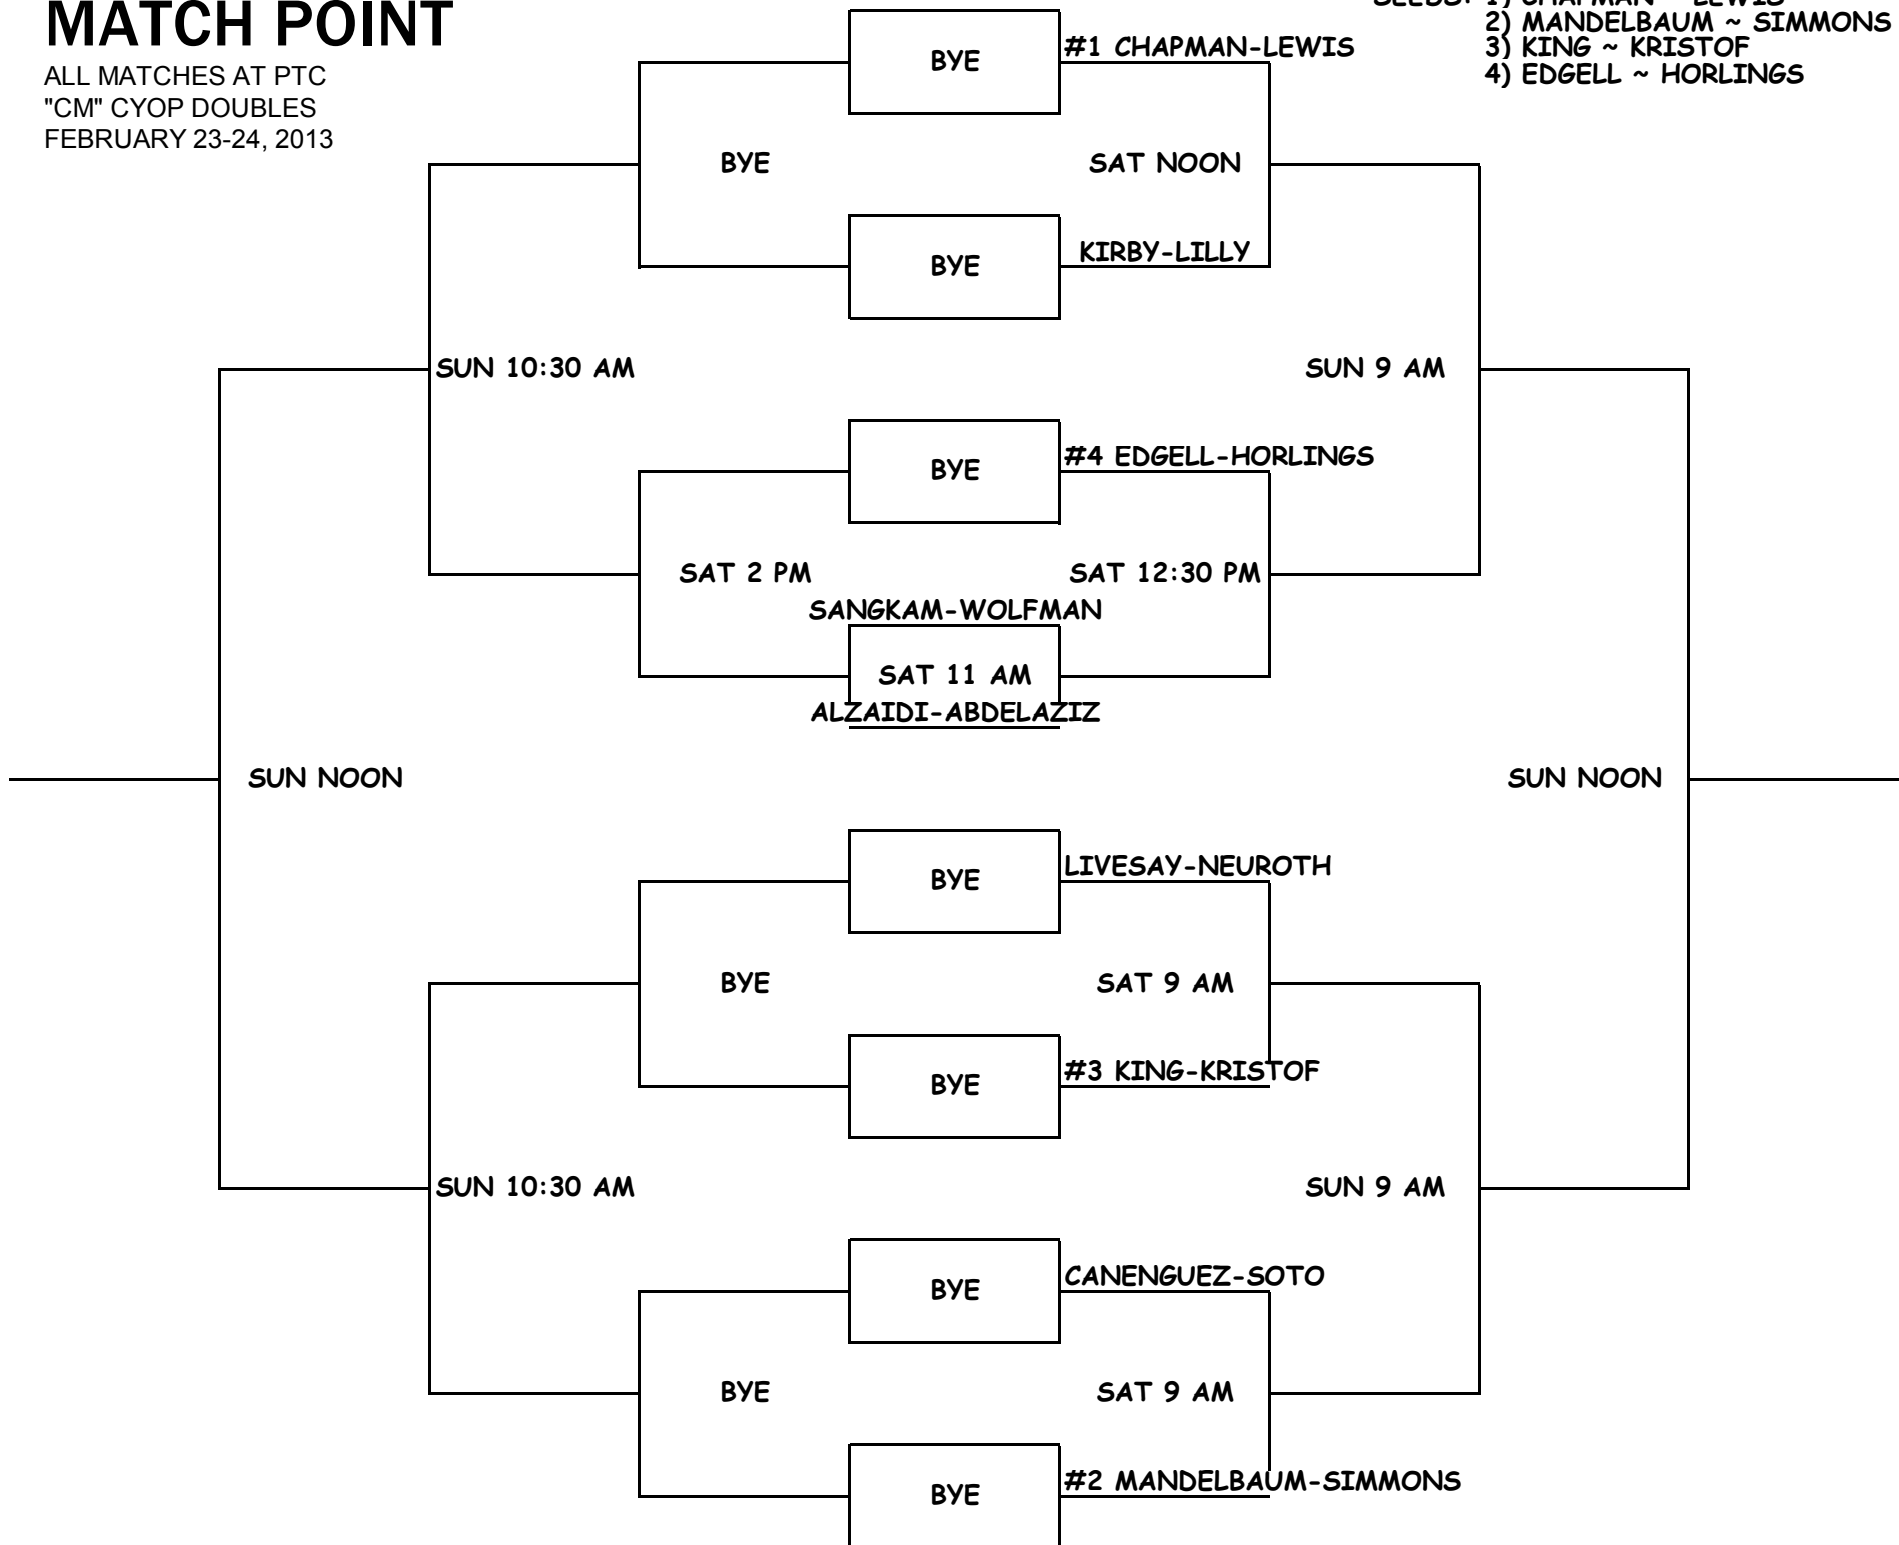 MATCH POINT
ALL MATCHES AT PTC
"CM" CYOP DOUBLES
FEBRUARY 23-24, 2013
SEEDS: 1) CHAPMAN ~ LEWIS
2) MANDELBAUM ~ SIMMONS
3) KING ~ KRISTOF
4) EDGELL ~ HORLINGS
BYE
#1 CHAPMAN-LEWIS
BYE
SAT NOON
BYE
KIRBY-LILLY
SUN 10:30 AM
SUN 9 AM
BYE
#4 EDGELL-HORLINGS
SAT 2 PM
SAT 12:30 PM
SANGKAM-WOLFMAN
SAT 11 AM
ALZAIDI-ABDELAZIZ
SUN NOON
SUN NOON
BYE
LIVESAY-NEUROTH
BYE
SAT 9 AM
BYE
#3 KING-KRISTOF
SUN 10:30 AM
SUN 9 AM
BYE
CANENGUEZ-SOTO
BYE
SAT 9 AM
BYE
#2 MANDELBAUM-SIMMONS